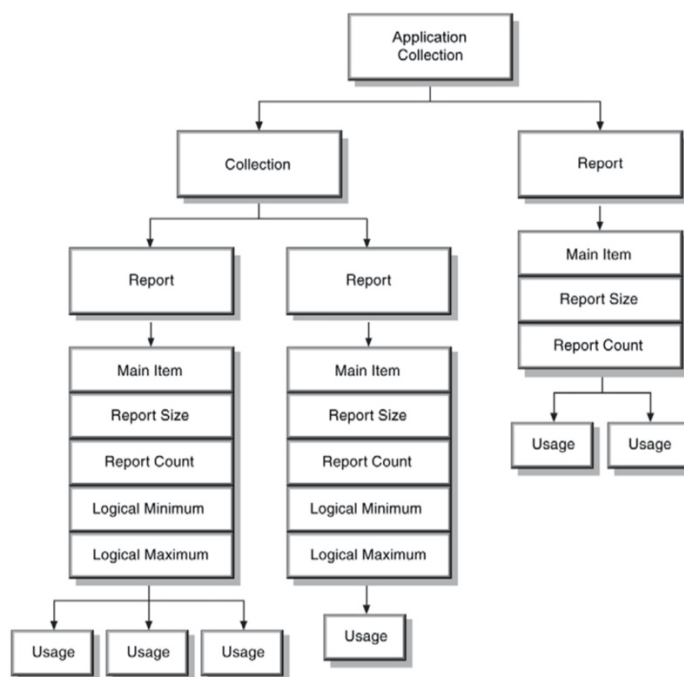 Application
Collection
Collection
Report
Report
Report
Main Item
Report Size
Report Count
Main Item
Report Size
Report Count
Logical Minimum
Logical Maximum
Main Item
Report Size
Report Count
Logical Minimum
Logical Maximum
Usage
Usage
Usage
Usage
Usage
Usage